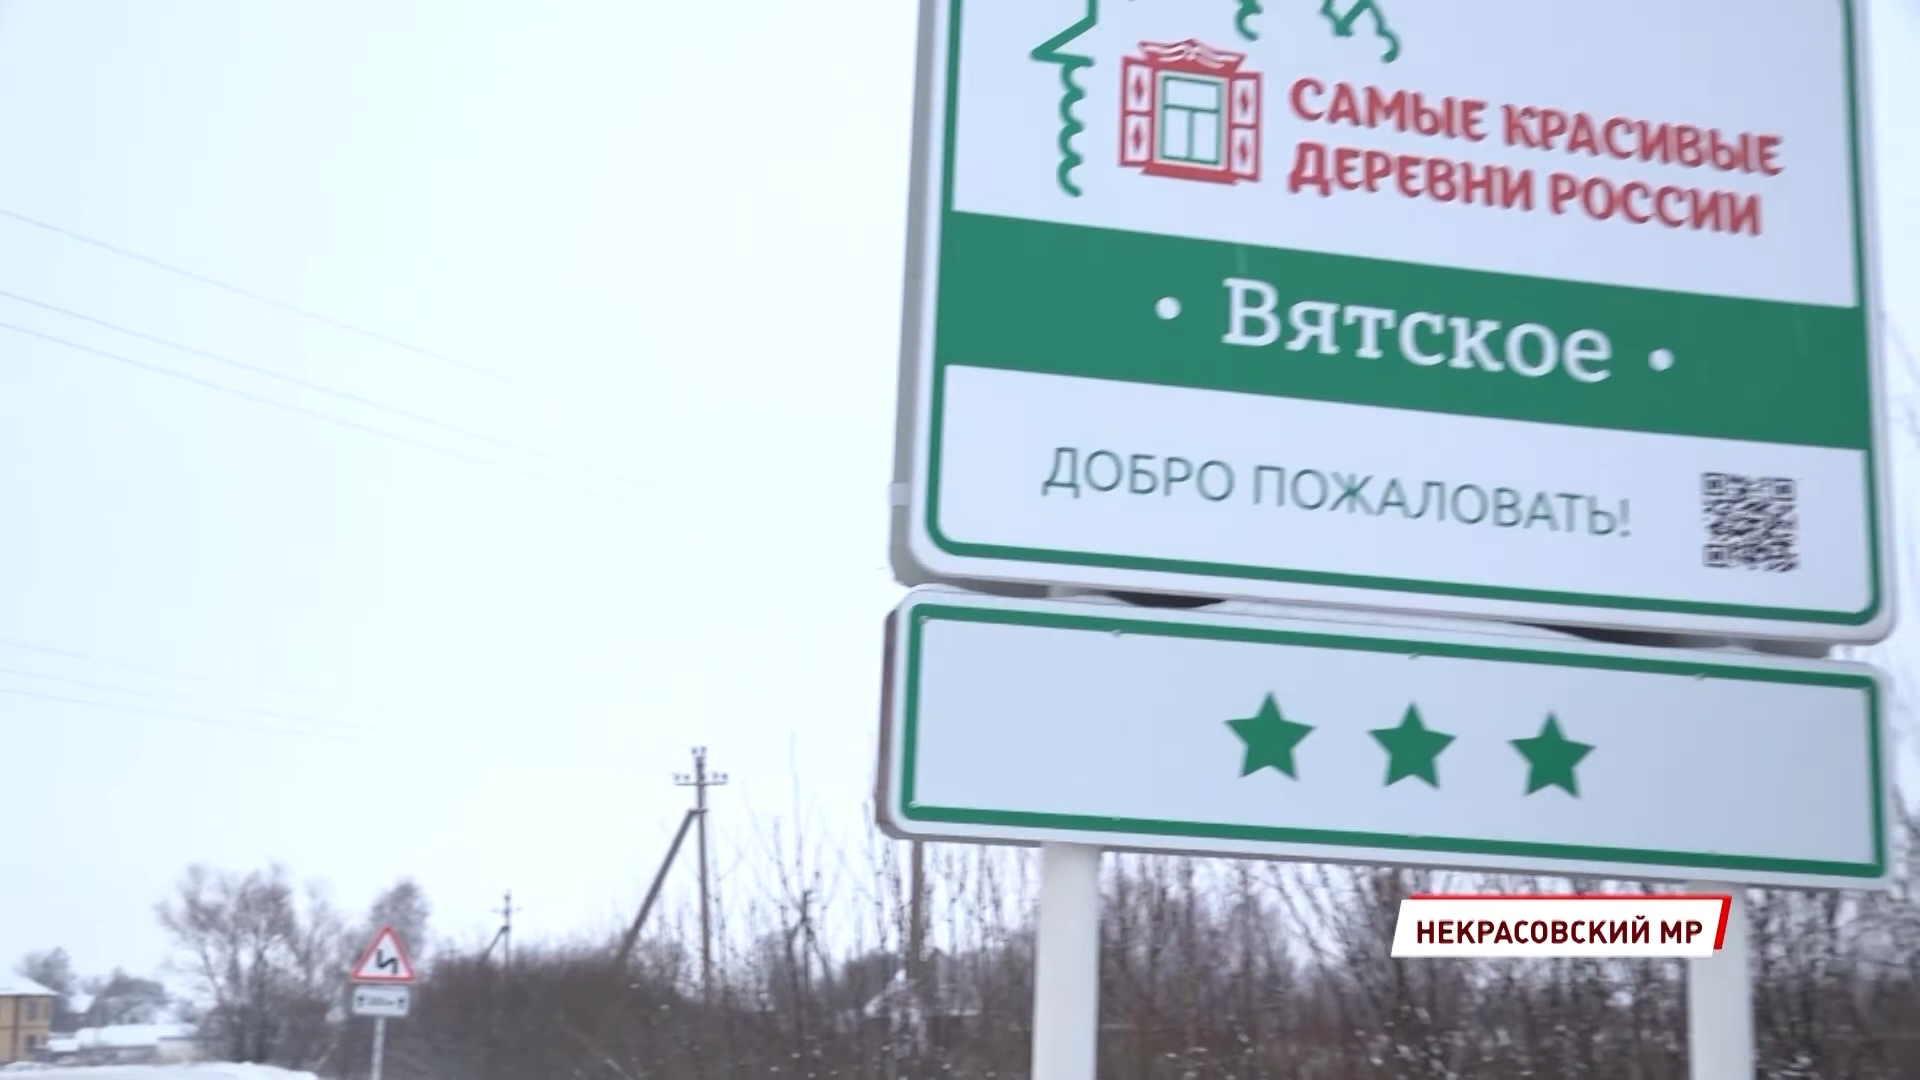 САМЫЕ КРАСИВЫЕ
ДЕРЕВНИ РОССИИ
• Вятское •
ДОБРО ПОЖАЛОВАТЬ!
НЕКРАСОВСКИЙ МР